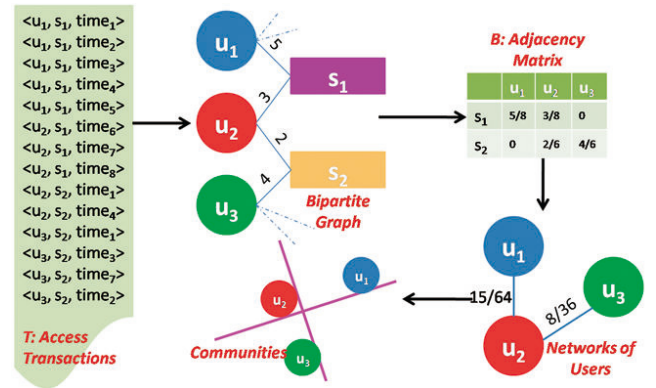 <u₁, s₁, time₁>
<u₁, s₁, time₂>
<u₁, s₁, time₃>
<u₁, s₁, time₄>
<u₁, s₁, time₅>
<u₂, s₁, time₆>
<u₂, s₁, time₇>
<u₂, s₁, time₈>
<u₂, s₂, time₁>
<u₂, s₂, time₄>
<u₃, s₂, time₁>
<u₃, s₂, time₃>
<u₃, s₂, time₇>
<u₃, s₂, time₂>
T: Access
Transactions
u₁
u₂
u₃
5
3
2
4
s₁
s₂
Bipartite
Graph
B: Adjacency
Matrix
u₁ u₂ u₃
s₁ 5/8 3/8 0
s₂ 0 2/6 4/6
u₁
15/64
u₂
8/36
u₃
Networks of
Users
u₁
u₂
u₃
Communities